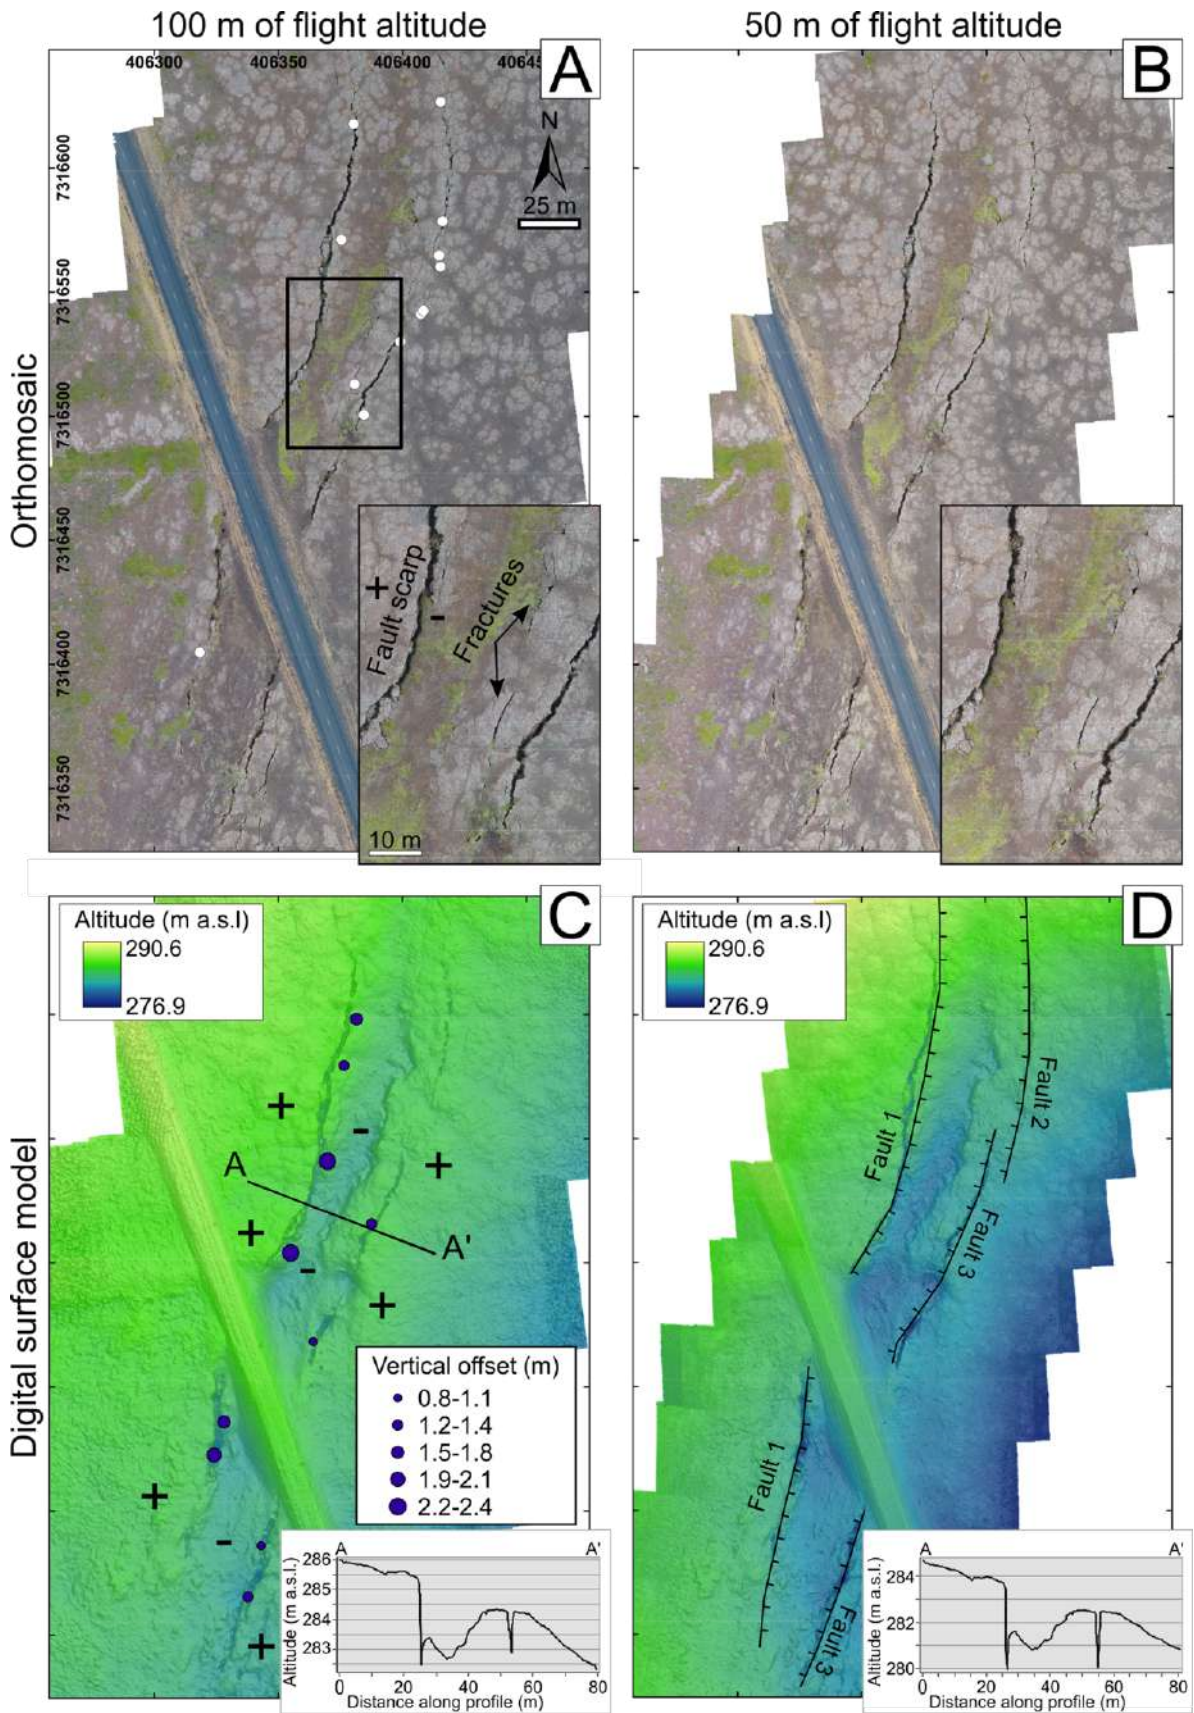 100 m of flight altitude
50 m of flight altitude
406300
406350
406400
A
B
N
25 m
7316600
7316550
7316500
7316450
7316400
7316350
Orthomosaic
+
Fault scarp
-
Fractures
10 m
C
D
Altitude (m a.s.l)
290.6
276.9
Altitude (m a.s.l)
290.6
276.9
Digital surface model
+
-
+
A
A'
+
-
+
+
-
+
Vertical offset (m)
0.8-1.1
1.2-1.4
1.5-1.8
1.9-2.1
2.2-2.4
Fault 1
Fault 2
Fault 3
Fault 1
Fault 3
A
A'
Altitude (m a.s.l.)
286
285
284
283
0
20
40
60
80
Distance along profile (m)
A
A'
Altitude (m a.s.l.)
284
282
280
0
20
40
60
80
Distance along profile (m)